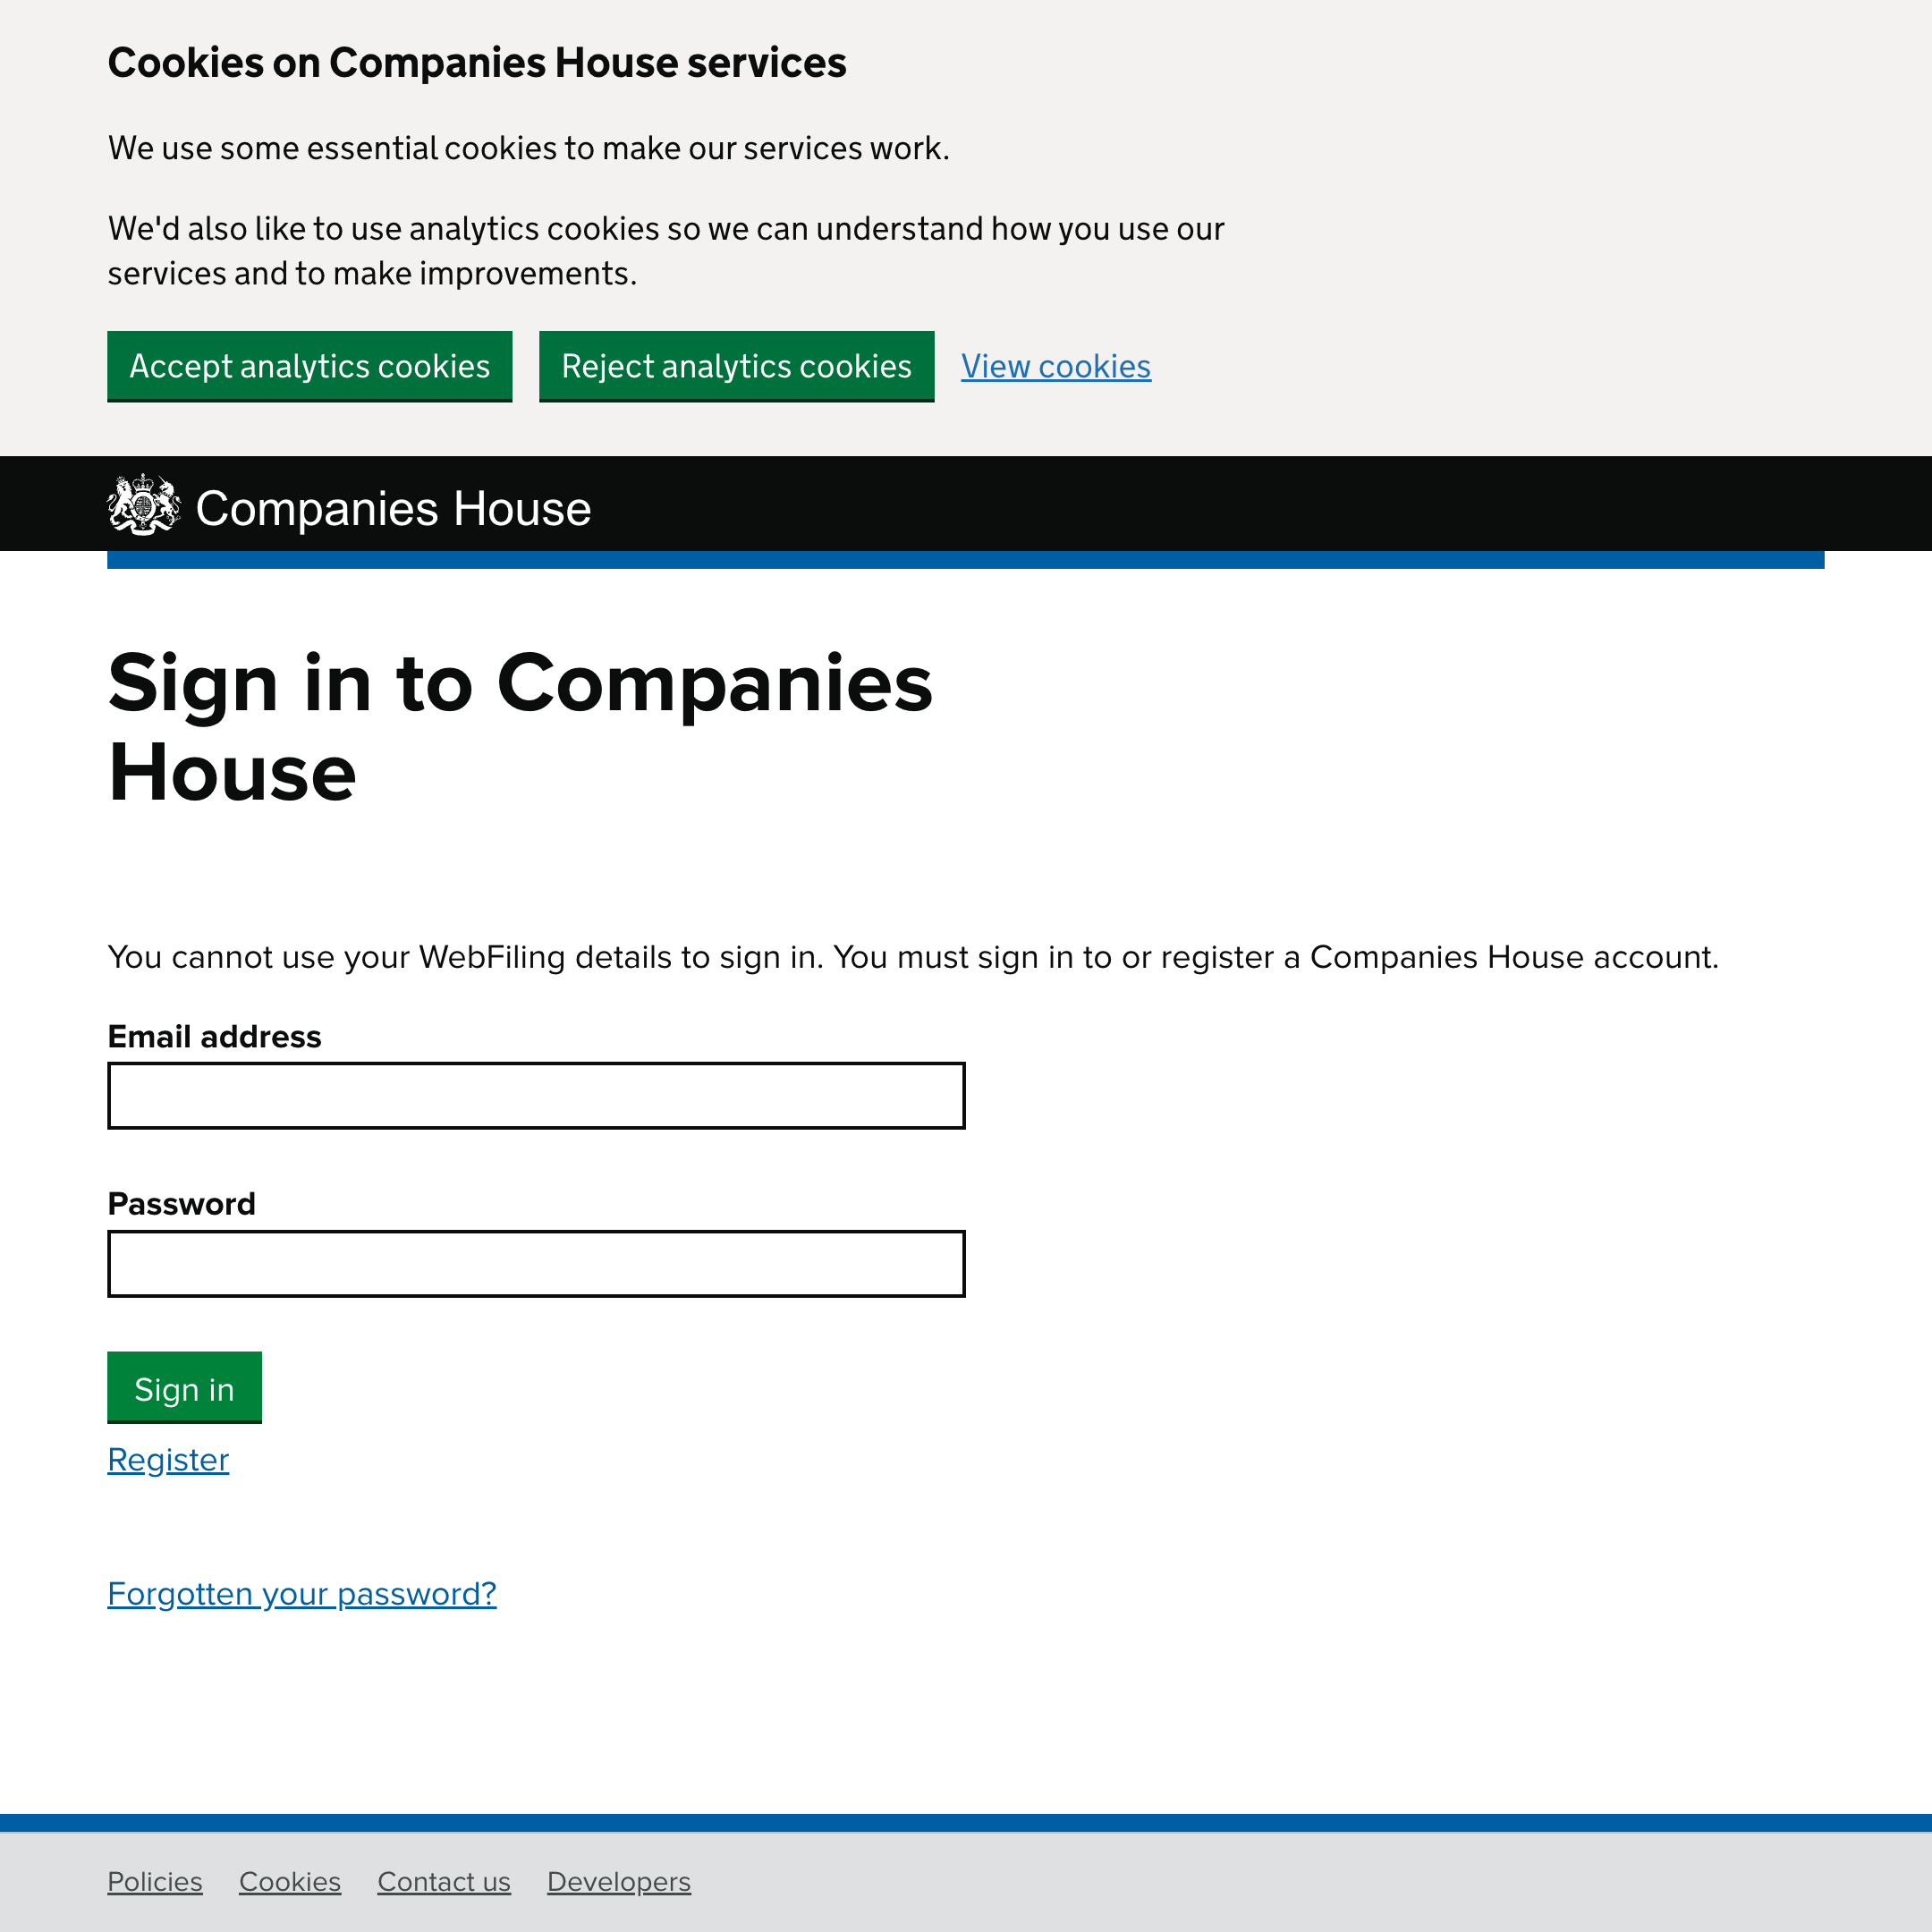 Cookies on Companies House services
We use some essential cookies to make our services work.
We'd also like to use analytics cookies so we can understand how you use our
services and to make improvements.
Accept analytics cookies Reject analytics cookies View cookies
Companies House
Sign in to Companies
House
You cannot use your WebFiling details to sign in. You must sign in to or register a Companies House account.
Email address
Password
Sign in
Register
Forgotten your password?
Policies Cookies Contact us Developers